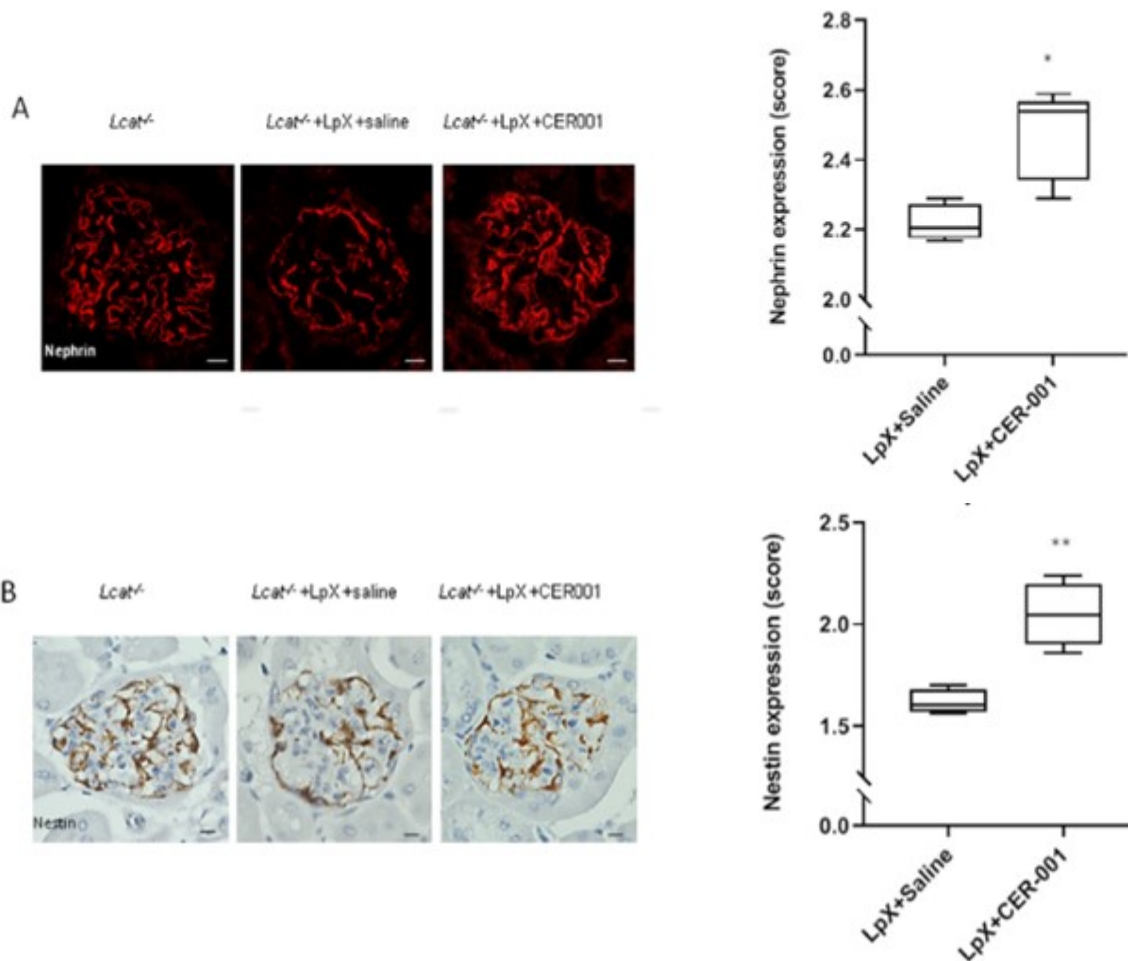 A
Lcat-/-
Lcat-/- +LpX +saline
Lcat-/- +LpX +CER001
Nephrin
Nephrin expression (score)
2.8
2.6
2.4
2.2
2.0
0.0
*
LpX+Saline
LpX+CER-001
B
Lcat-/-
Lcat-/- +LpX +saline
Lcat-/- +LpX +CER001
Nestin
Nestin expression (score)
2.5
2.0
1.5
0.0
**
LpX+Saline
LpX+CER-001